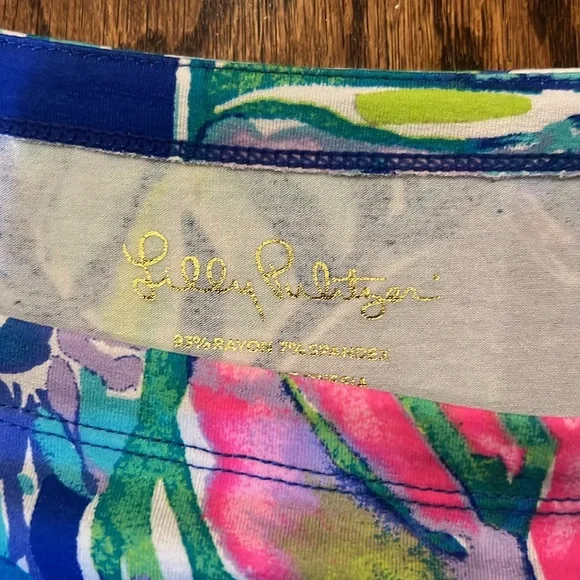 Lilly Pulitzer
93% RAYON 7% SPANDEX